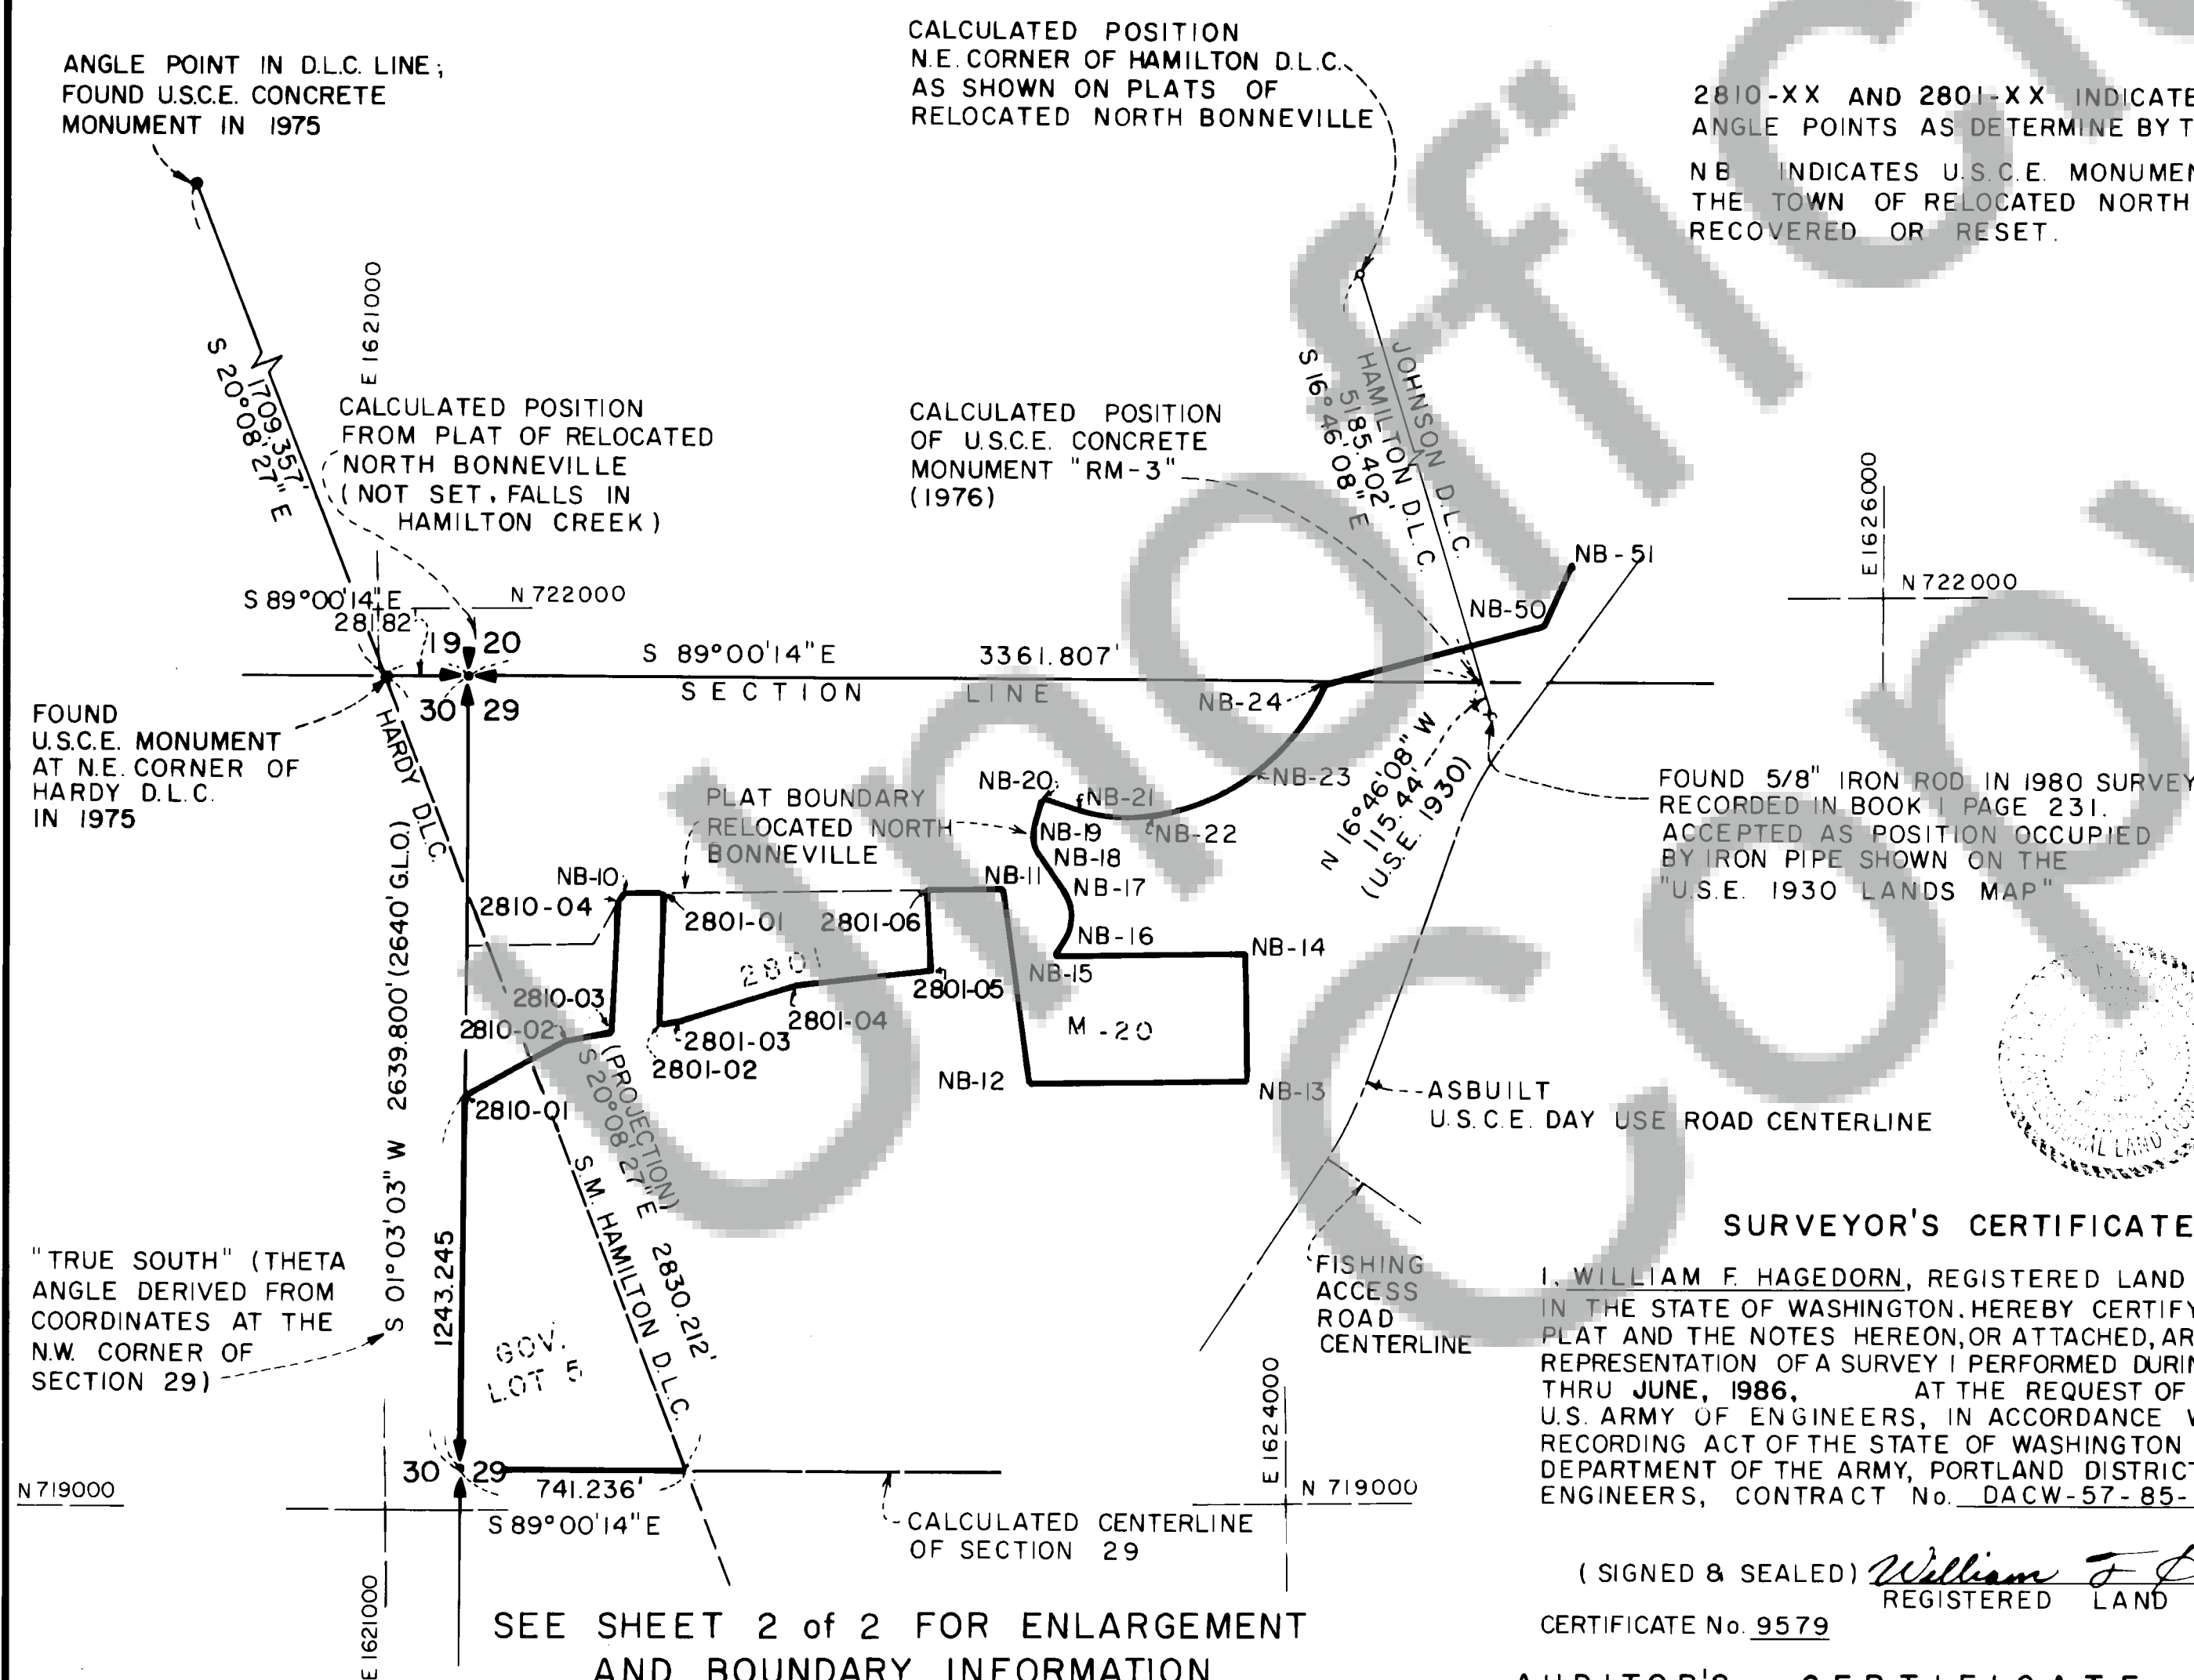 ANGLE POINT IN D.L.C. LINE;
FOUND U.S.C.E. CONCRETE
MONUMENT IN 1975
CALCULATED POSITION
N.E. CORNER OF HAMILTON D.L.C.
AS SHOWN ON PLATS OF
RELOCATED NORTH BONNEVILLE
2810-XX AND 2801-XX INDICATE
ANGLE POINTS AS DETERMINE BY T
NB INDICATES U.S.C.E. MONUMEN
THE TOWN OF RELOCATED NORTH
RECOVERED OR RESET.
E 1621000
S 20°08'27" E
1709.357'
CALCULATED POSITION
FROM PLAT OF RELOCATED
NORTH BONNEVILLE
(NOT SET, FALLS IN
HAMILTON CREEK)
CALCULATED POSITION
OF U.S.C.E. CONCRETE
MONUMENT "RM-3"
(1976)
S 16°46'08" E
5185.402'
HAMILTON D.L.C.
JOHNSON D.L.C.
E 1626000
N 722000
NB-51
NB-50
S 89°00'14" E
281.82'
N 722000
19 20
30 29
S 89°00'14" E 3361.807'
SECTION LINE
NB-24
FOUND
U.S.C.E. MONUMENT
AT N.E. CORNER OF
HARDY D.L.C.
IN 1975
HARDY D.L.C.
N 16°46'08" W
115.44'
(U.S.E. 1930)
FOUND 5/8" IRON ROD IN 1980 SURVEY
RECORDED IN BOOK 1 PAGE 231.
ACCEPTED AS POSITION OCCUPIED
BY IRON PIPE SHOWN ON THE
"U.S.E. 1930 LANDS MAP"
NB-20
NB-21
NB-23
NB-22
NB-19
NB-18
NB-17
NB-16
NB-15
NB-14
PLAT BOUNDARY
RELOCATED NORTH
BONNEVILLE
NB-10
NB-11
2810-04
2801-01
2801-06
2801
2801-05
2810-03
2810-02
2801-04
2801-03
2801-02
M-20
NB-12
NB-13
2810-01
S 01°03'03" W 2639.800' (2640' G.L.O.)
1243.245
(PROJECTION)
S 20°08'27" E 2830.212'
S.M. HAMILTON D.L.C.
ASBUILT
U.S.C.E. DAY USE ROAD CENTERLINE
"TRUE SOUTH" (THETA
ANGLE DERIVED FROM
COORDINATES AT THE
N.W. CORNER OF
SECTION 29)
GOV.
LOT 5
FISHING
ACCESS
ROAD
CENTERLINE
SURVEYOR'S CERTIFICATE
I, WILLIAM F. HAGEDORN, REGISTERED LAND
IN THE STATE OF WASHINGTON. HEREBY CERTIFY
PLAT AND THE NOTES HEREON, OR ATTACHED, AR
REPRESENTATION OF A SURVEY I PERFORMED DURIN
THRU JUNE, 1986, AT THE REQUEST OF
U.S. ARMY OF ENGINEERS, IN ACCORDANCE W
RECORDING ACT OF THE STATE OF WASHINGTON
DEPARTMENT OF THE ARMY, PORTLAND DISTRICT
ENGINEERS, CONTRACT No. DACW-57-85-
30 29
741.236'
S 89°00'14" E
N 719000
E 1621000
CALCULATED CENTERLINE
OF SECTION 29
E 1624000
N 719000
(SIGNED & SEALED) William F
REGISTERED LAND
CERTIFICATE No. 9579
SEE SHEET 2 of 2 FOR ENLARGEMENT
AND BOUNDARY INFORMATION
AUDITOR'S CERTIFICATE
Unofficial
Copy